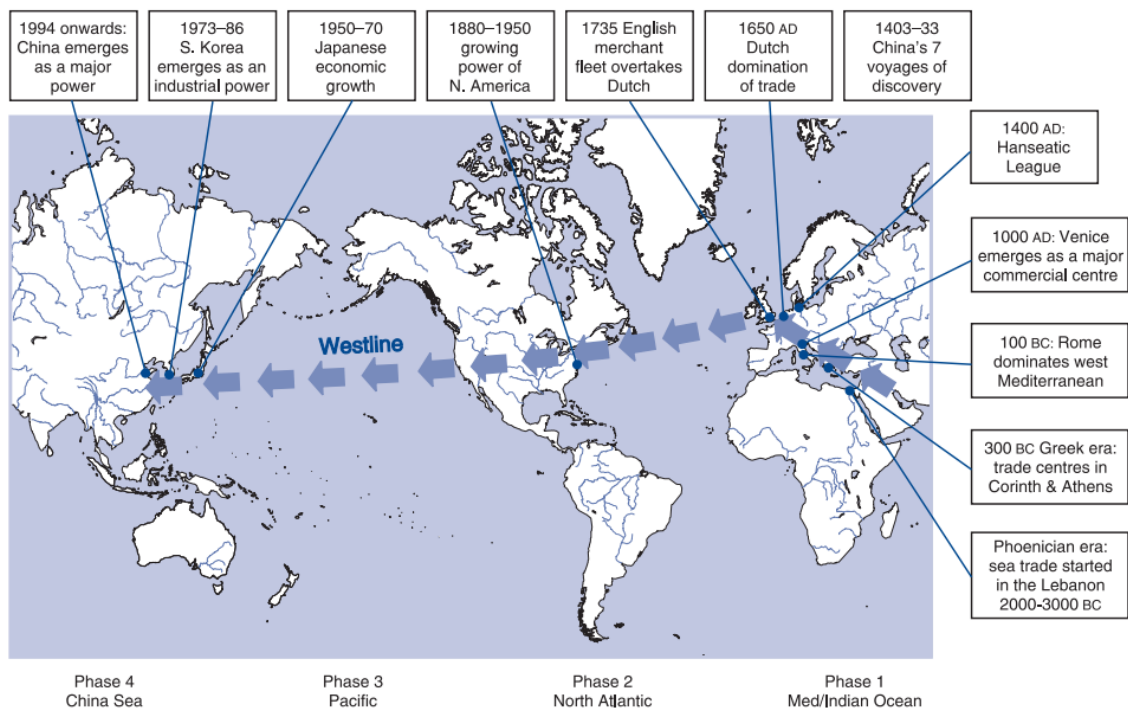 1994 onwards:
China emerges
as a major
power
1973–86
S. Korea
emerges as an
industrial power
1950–70
Japanese
economic
growth
1880–1950
growing
power of
N. America
1735 English
merchant
fleet overtakes
Dutch
1650 AD
Dutch
domination
of trade
1403–33
China's 7
voyages of
discovery
1400 AD:
Hanseatic
League
1000 AD: Venice
emerges as a major
commercial centre
100 BC: Rome
dominates west
Mediterranean
300 BC Greek era:
trade centres in
Corinth & Athens
Phoenician era:
sea trade started
in the Lebanon
2000-3000 BC
Westline
Phase 4
China Sea
Phase 3
Pacific
Phase 2
North Atlantic
Phase 1
Med/Indian Ocean